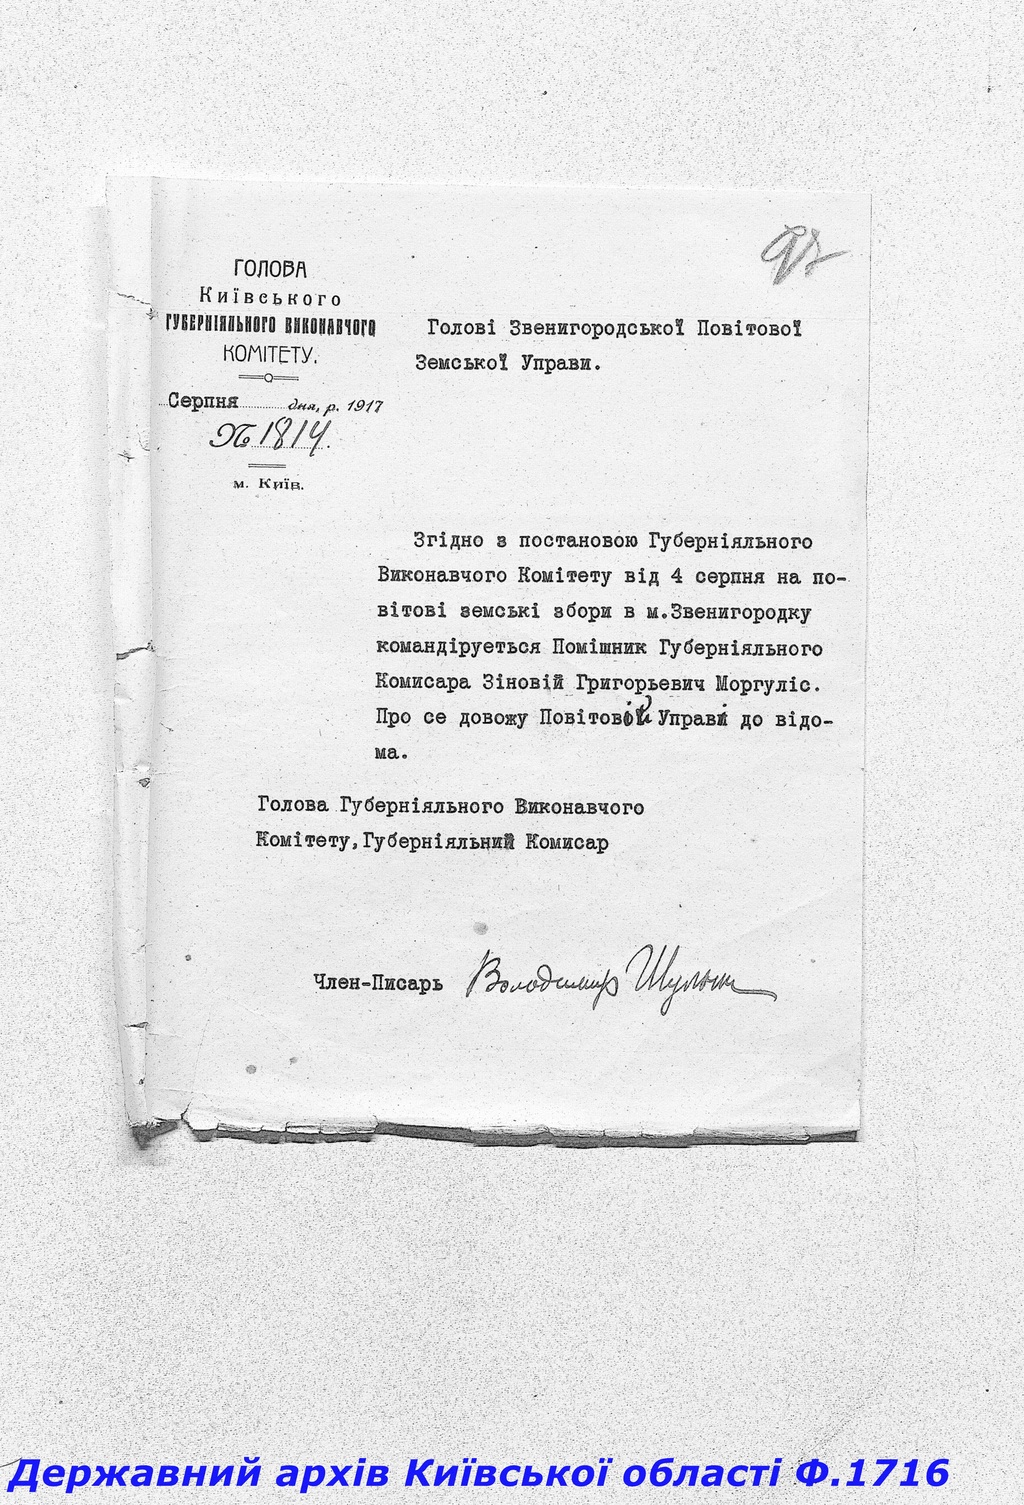 ГОЛОВА
Київського
ГУБЕРНІЯЛЬНОГО ВИКОНАВЧОГО
КОМІТЕТУ.
Серпня дня, р. 1917
№ 1814.
м. Київ.
Голові Звенигородської Повітової
Земської Управи.
Згідно з постановою Губерніяльного
Виконавчого Комітету від 4 серпня на по-
вітові земські збори в м.Звенигородку
командірується Помішник Губерніяльного
Комисара Зіновій Григорьевич Моргуліс.
Про се довожу Повітовій Управі до відо-
ма.
Голова Губерніяльного Виконавчого
Комітету,Губерніяльний Комисар
Член-Писарь Володимир Шульгин
Державний архів Київської області Ф.1716